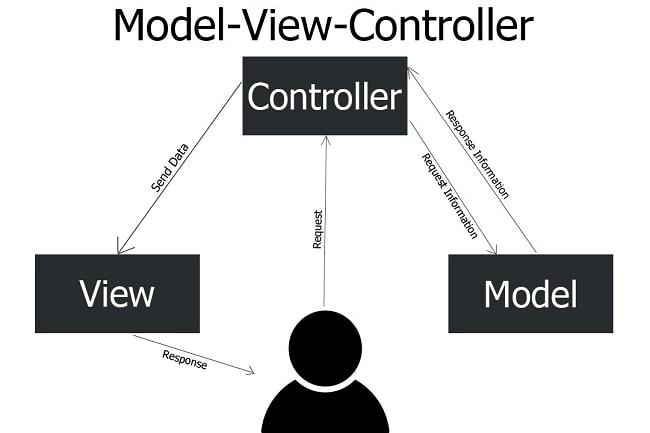 Model-View-Controller
Controller
Send Data
Response Information
Request Information
Request
View
Model
Response